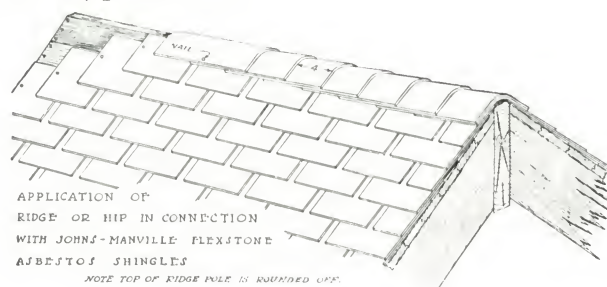 NAIL
4
APPLICATION OF
RIDGE OR HIP IN CONNECTION
WITH JOHNS-MANVILLE FLEXSTONE
ASBESTOS SHINGLES
NOTE TOP OF RIDGE POLE IS ROUNDED OFF.